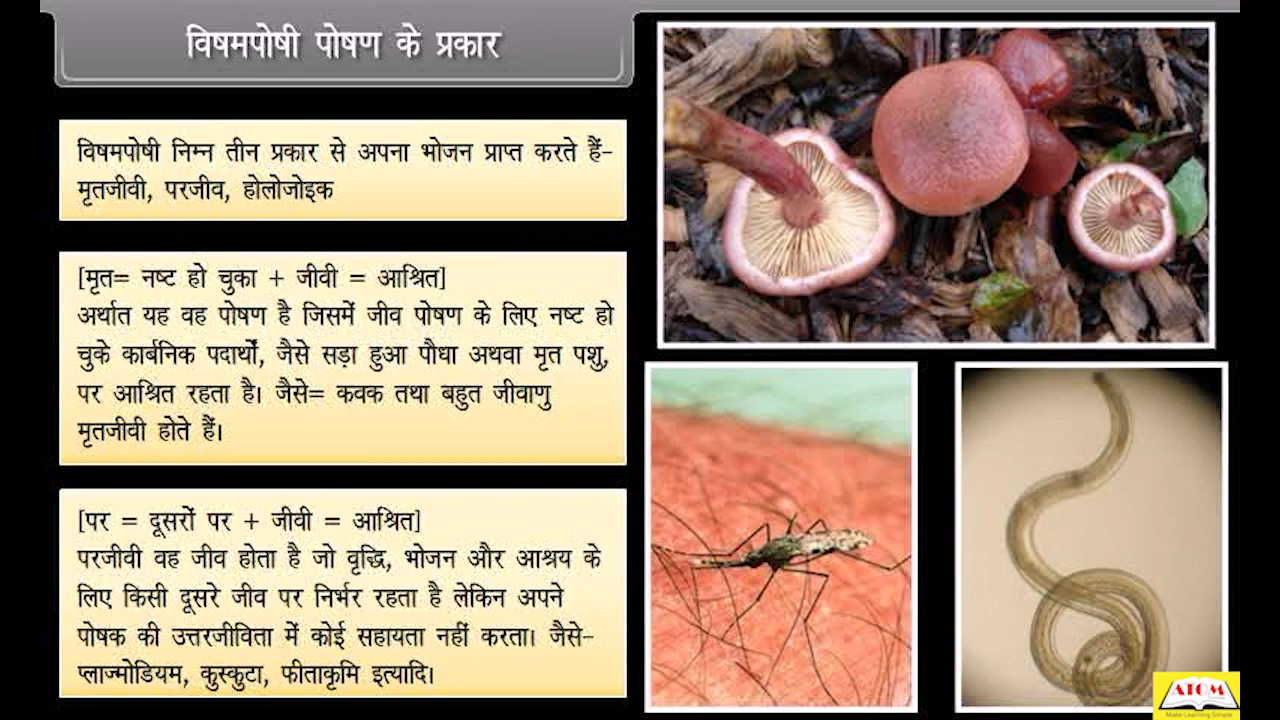 विषमपोषी पोषण के प्रकार
विषमपोषी निम्न तीन प्रकार से अपना भोजन प्राप्त करते हैं-
मृतजीवी, परजीव, होलोजोइक
[मृत= नष्ट हो चुका + जीवी = आश्रित]
अर्थात यह वह पोषण है जिसमें जीव पोषण के लिए नष्ट हो
चुके कार्बनिक पदार्थों, जैसे सड़ा हुआ पौधा अथवा मृत पशु,
पर आश्रित रहता है। जैसे= कवक तथा बहुत जीवाणु
मृतजीवी होते हैं।
[पर = दूसरों पर + जीवी = आश्रित]
परजीवी वह जीव होता है जो वृद्धि, भोजन और आश्रय के
लिए किसी दूसरे जीव पर निर्भर रहता है लेकिन अपने
पोषक की उत्तरजीविता में कोई सहायता नहीं करता। जैसे-
प्लाज्मोडियम, कुस्कुटा, फीताकृमि इत्यादि।
ATOM
Make Learning Simple